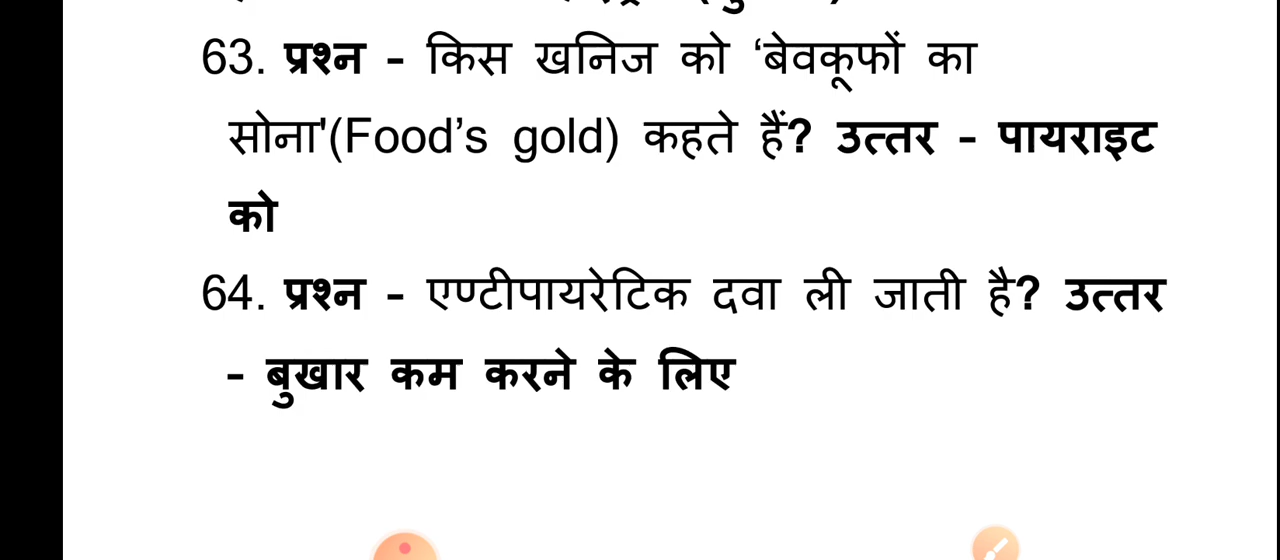 63. प्रश्न - किस खनिज को ‘बेवकूफों का
सोना'(Food’s gold) कहते हैं? उत्तर - पायराइट
को
64. प्रश्न - एण्टीपायरेटिक दवा ली जाती है? उत्तर
- बुखार कम करने के लिए